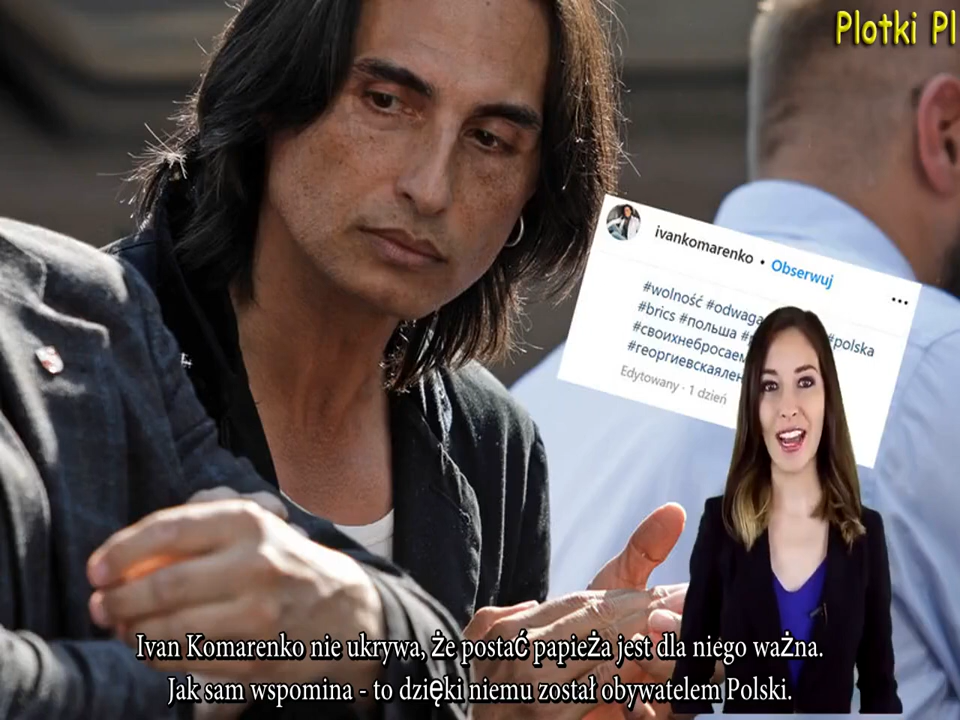 Plotki Pl
ivankomarenko • Obserwuj
#wolność #odwaga #polska
#brics #польша
#своихнебросаем
#георгиевскаялен
Edytowany · 1 dzień
Ivan Komarenko nie ukrywa, że postać papieża jest dla niego ważna.
Jak sam wspomina - to dzięki niemu został obywatelem Polski.